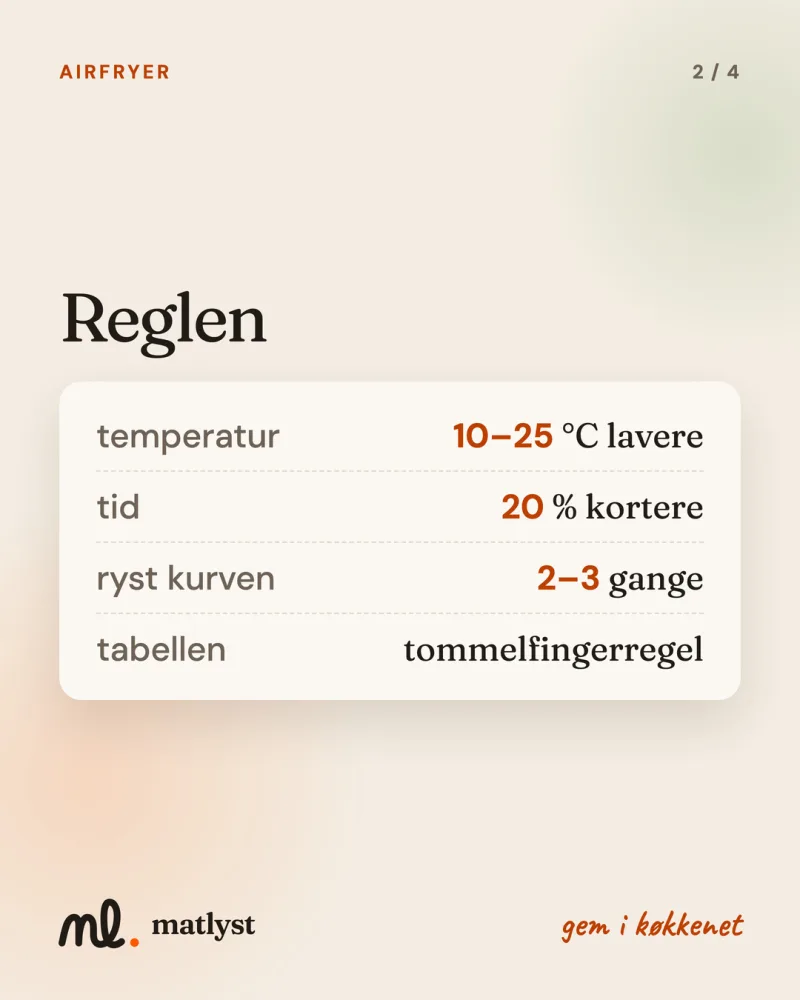 AIRFRYER 2 / 4
Reglen
temperatur 10–25 °C lavere
tid 20 % kortere
ryst kurven 2–3 gange
tabellen tommelfingerregel
ml. matlyst gem i køkkenet